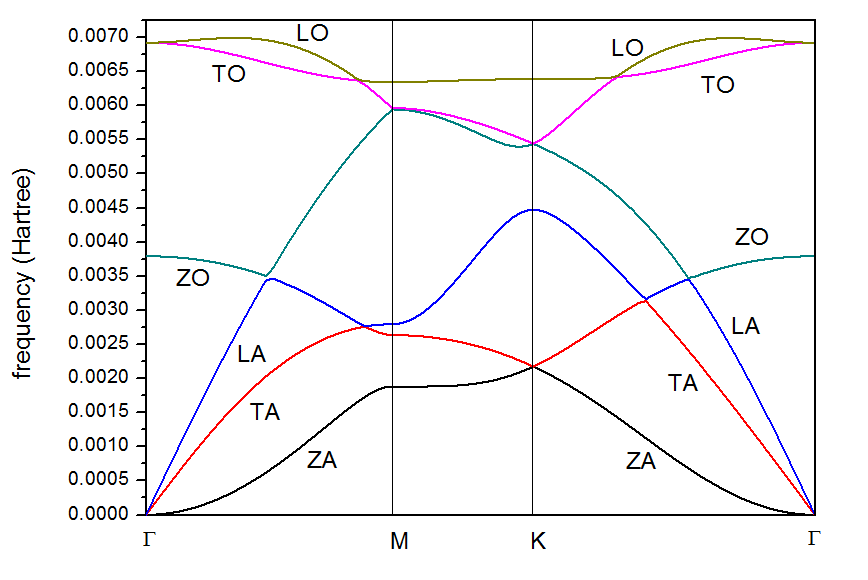 frequency (Hartree)
0.0070
0.0065
0.0060
0.0055
0.0050
0.0045
0.0040
0.0035
0.0030
0.0025
0.0020
0.0015
0.0010
0.0005
0.0000
LO
LO
TO
TO
ZO
ZO
LA
LA
TA
TA
ZA
ZA
Γ M K Γ